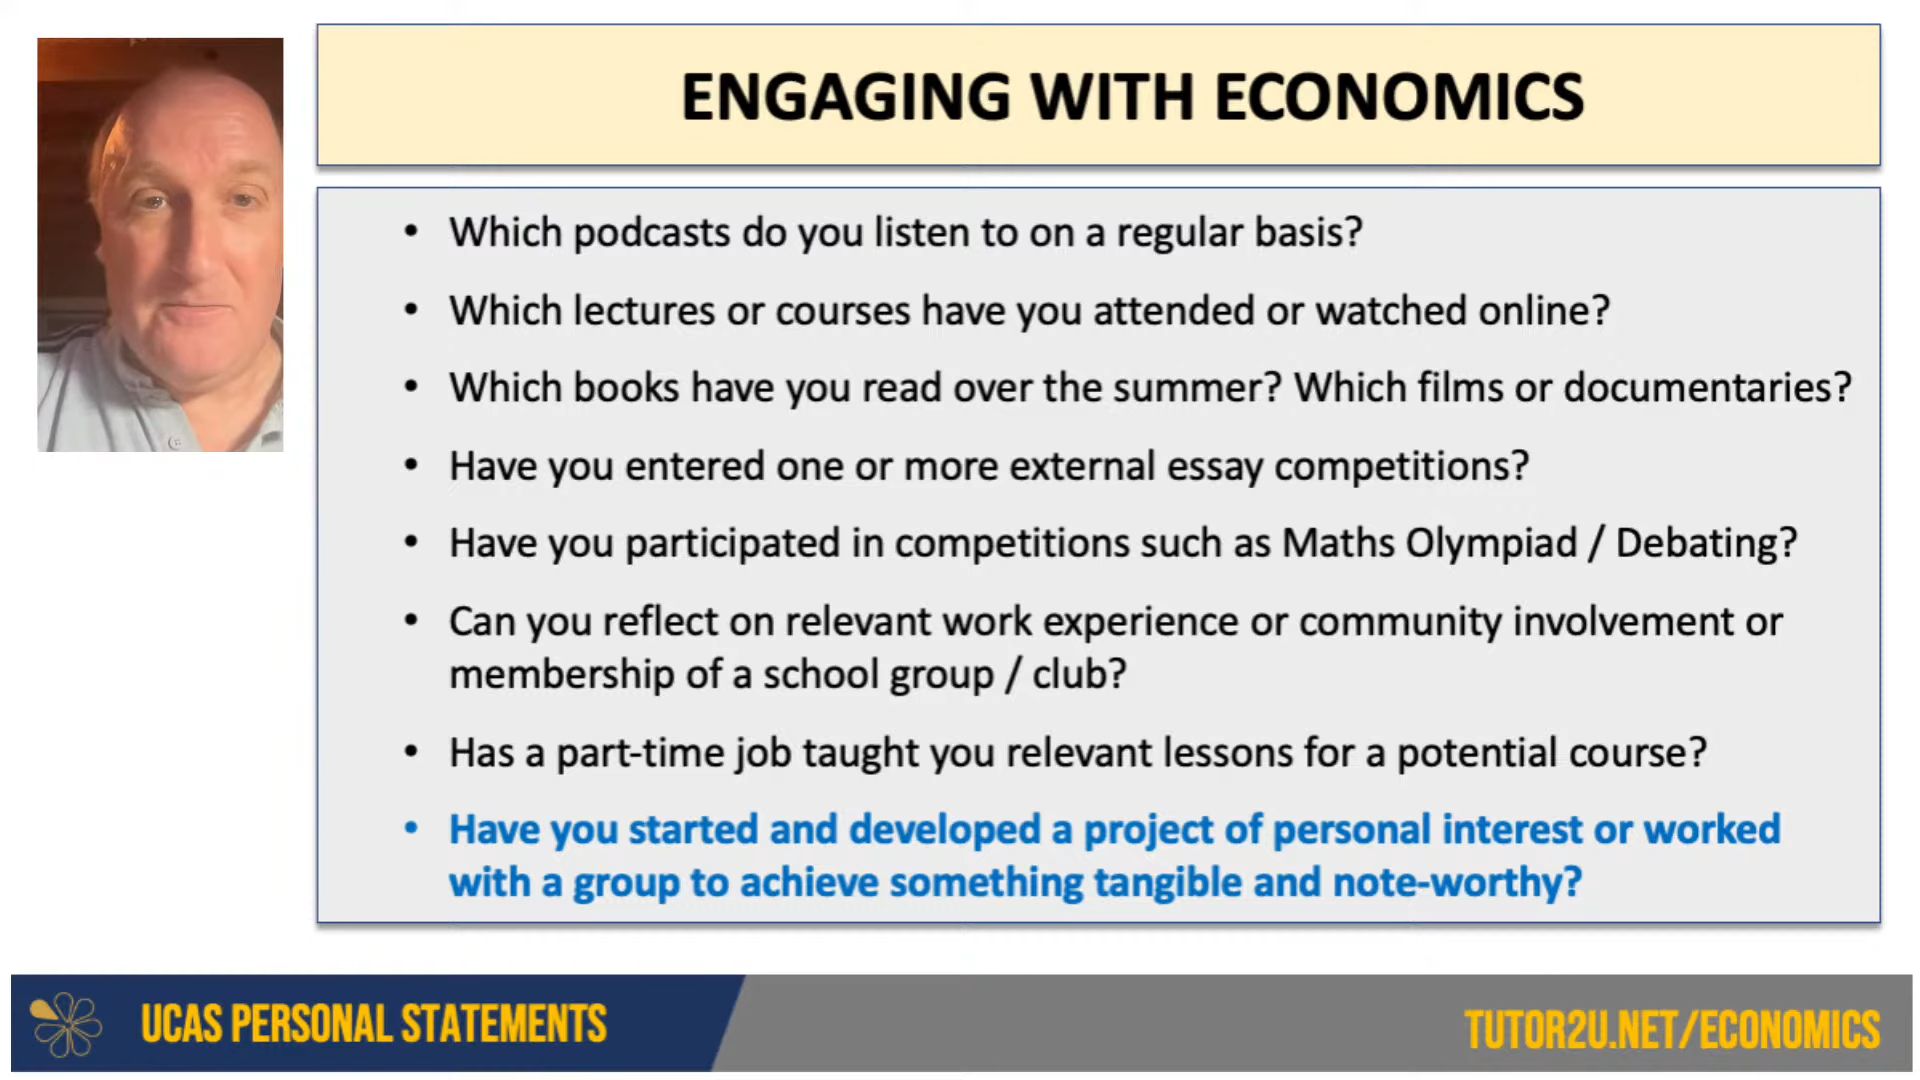 ENGAGING WITH ECONOMICS
• Which podcasts do you listen to on a regular basis?
• Which lectures or courses have you attended or watched online?
• Which books have you read over the summer? Which films or documentaries?
• Have you entered one or more external essay competitions?
• Have you participated in competitions such as Maths Olympiad / Debating?
• Can you reflect on relevant work experience or community involvement or
membership of a school group / club?
• Has a part-time job taught you relevant lessons for a potential course?
• Have you started and developed a project of personal interest or worked
with a group to achieve something tangible and note-worthy?
UCAS PERSONAL STATEMENTS
TUTOR2U.NET/ECONOMICS